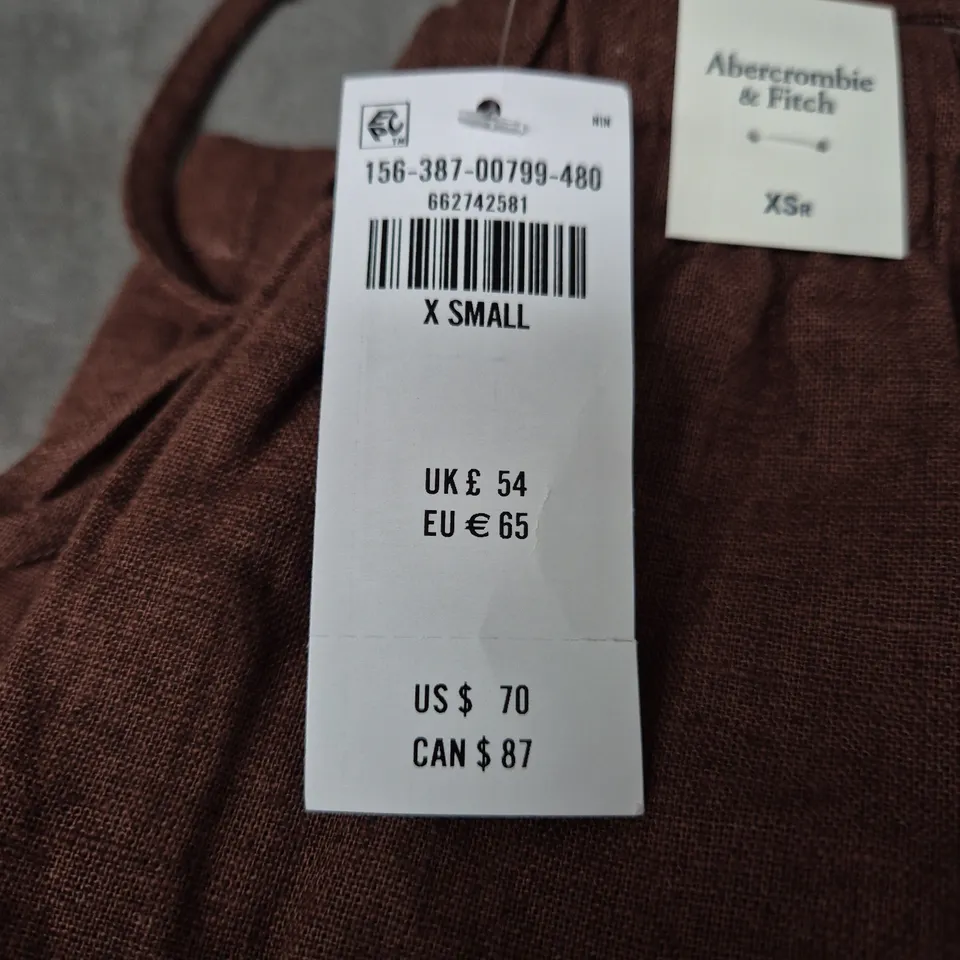 Abercrombie
& Fitch
XSR
156-387-00799-480
662742581
X SMALL
UK £ 54
EU € 65
US $ 70
CAN $ 87